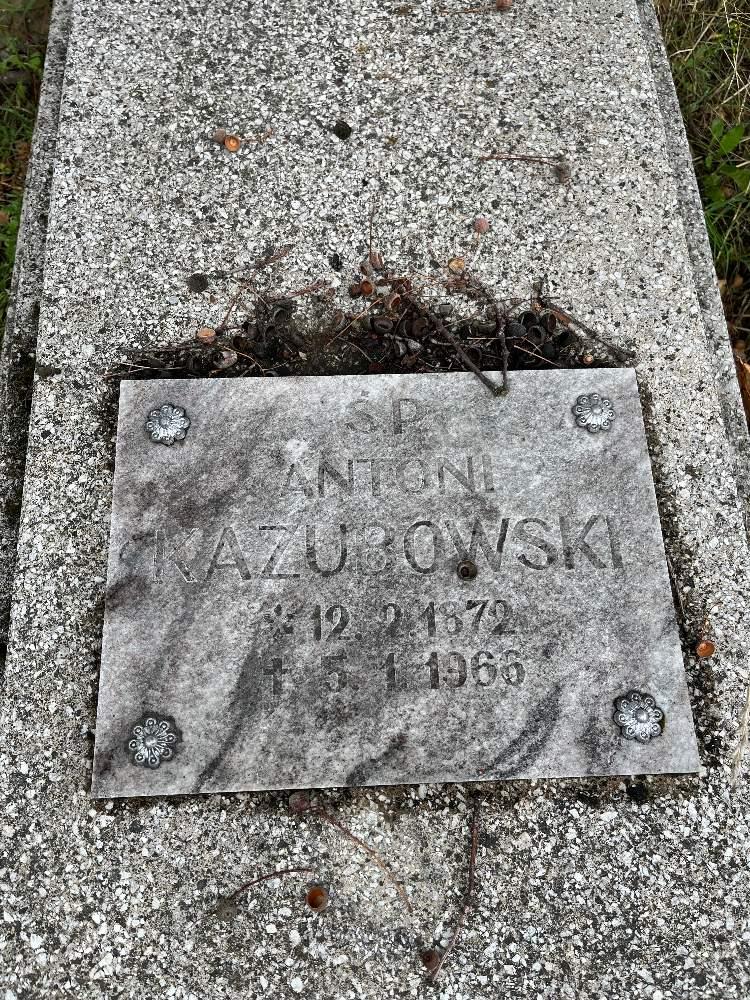 ŚP.
ANTONI
KAZUBOWSKI
* 12. 2. 1872
† 5. 1. 1966